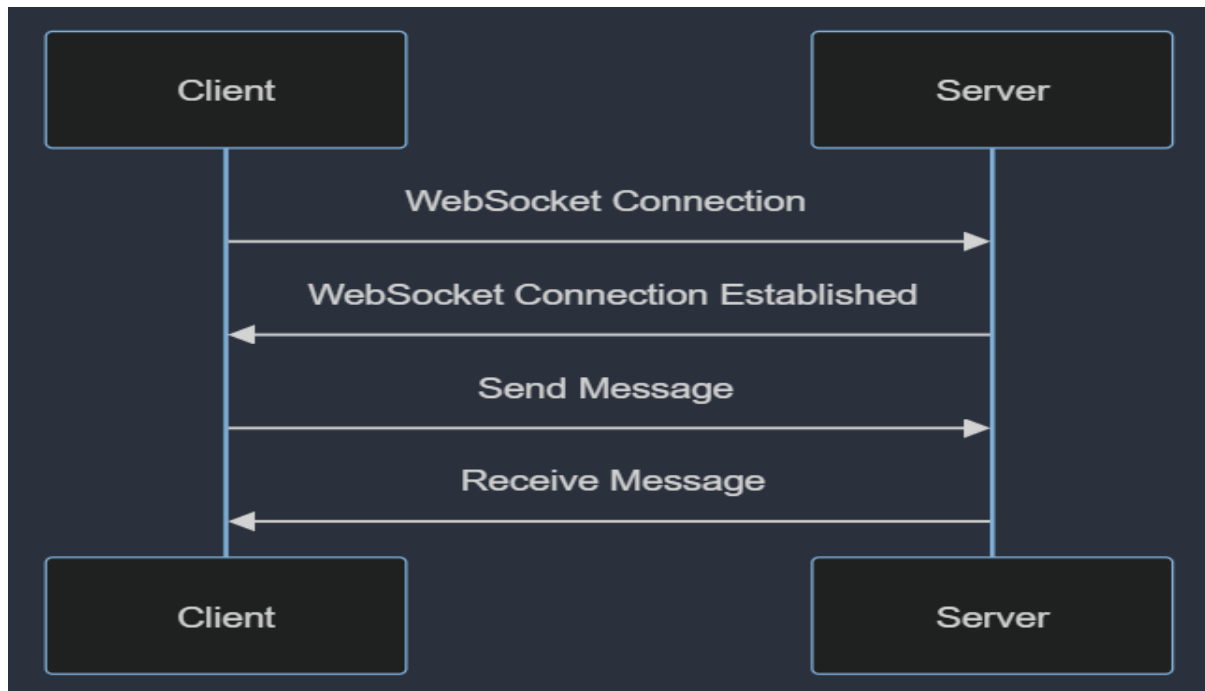 Client
Server
WebSocket Connection
WebSocket Connection Established
Send Message
Receive Message
Client
Server